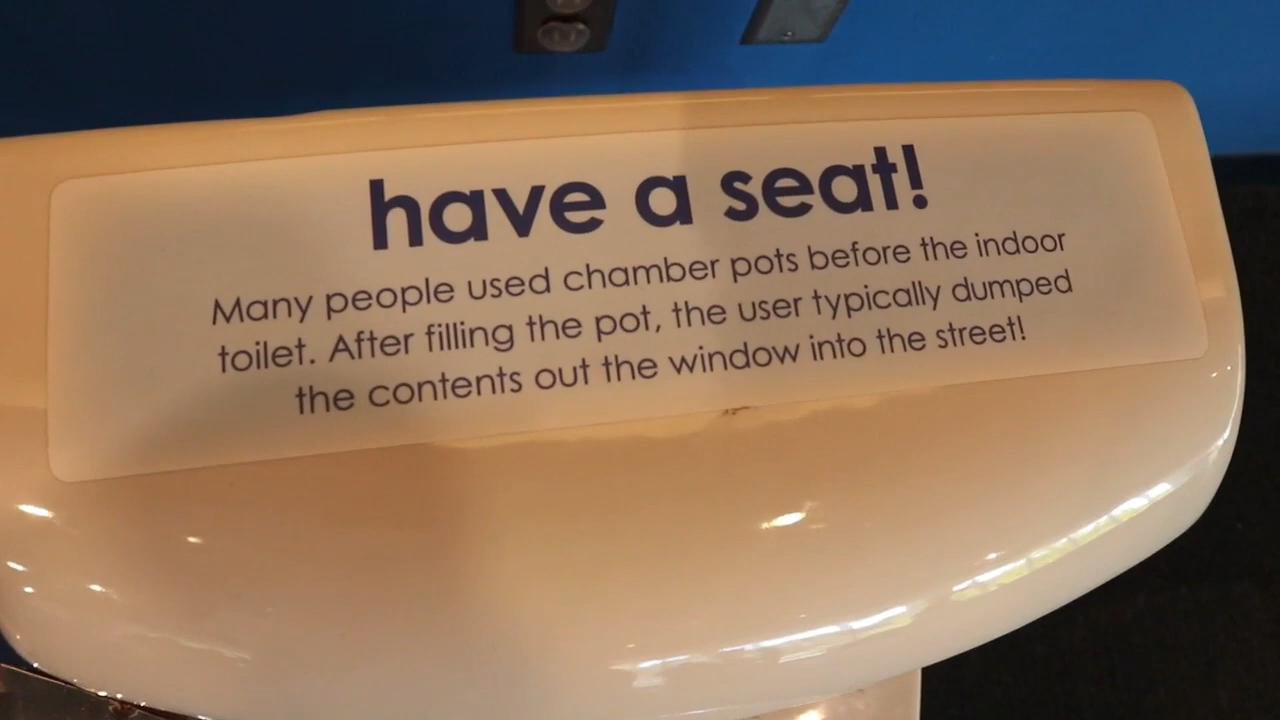 have a seat!
Many people used chamber pots before the indoor
toilet. After filling the pot, the user typically dumped
the contents out the window into the street!